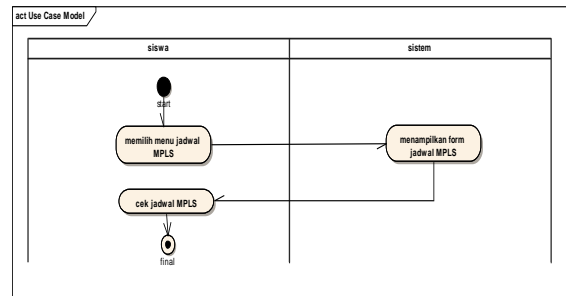 act Use Case Model
siswa
sistem
start
memilih menu jadwal
MPLS
menampilkan form
jadwal MPLS
cek jadwal MPLS
final